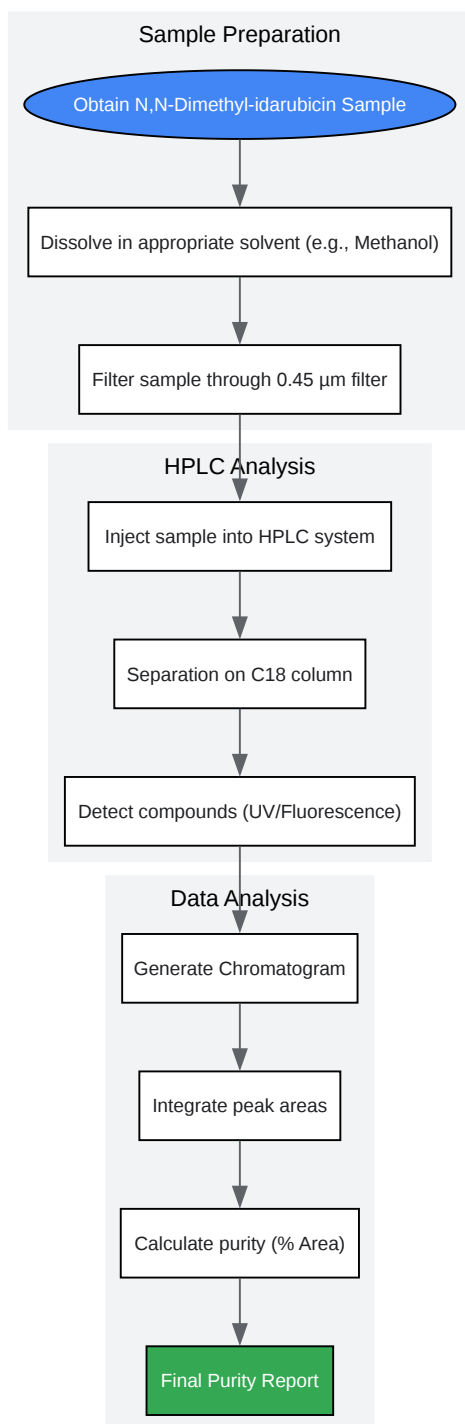 Sample Preparation
Obtain N,N-Dimethyl-idarubicin Sample
Dissolve in appropriate solvent (e.g., Methanol)
Filter sample through 0.45 µm filter
HPLC Analysis
Inject sample into HPLC system
Separation on C18 column
Detect compounds (UV/Fluorescence)
Data Analysis
Generate Chromatogram
Integrate peak areas
Calculate purity (% Area)
Final Purity Report